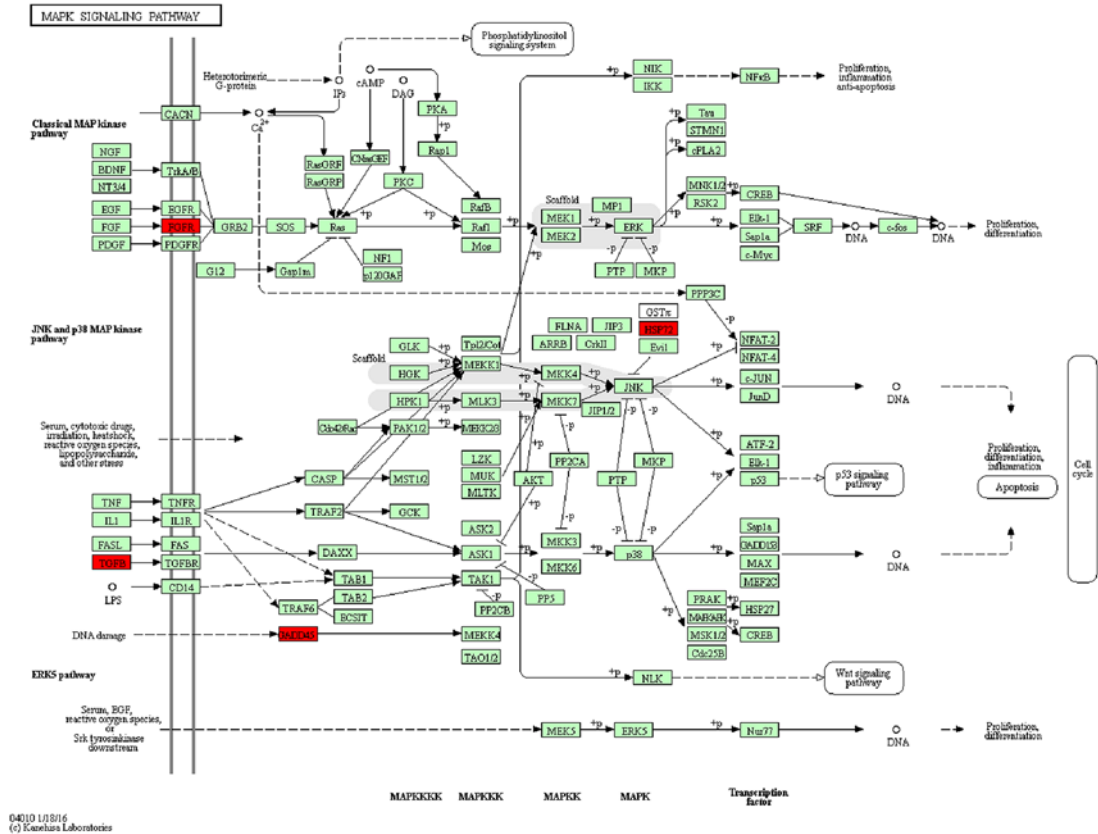 MAPK SIGNALING PATHWAY
Phosphatidylinositol
signaling system
Heterotorimeric
G-protein
IP3
cAMP
DAG
NIK
IKK
+p
NFκB
Proliferation,
inflammation
anti-apoptosis
Classical MAP kinase
pathway
CACN
Ca2+
PKA
+p
Rap1
Tau
STMN1
cPLA2
NGF
BDNF
NT3/4
TrkA/B
RasGRF
RasGRP
CNrasGEF
PKC
RafB
Raf1
Mos
Scaffold
MEK1
MEK2
MP1
ERK
MNK1/2
RSK2
CREB
EGF
EGFR
FGF
FGFR
PDGF
PDGFR
GRB2
SOS
Ras
Elk-1
Sap1a
c-Myc
SRF
DNA
c-fos
DNA
Proliferation,
differentiation
G12
Gap1m
NF1
p120GAP
PTP
MKP
PPP3C
JNK and p38 MAP kinase
pathway
GSTπ
HSP72
Evi1
FLNA
JIP3
ARRB
CrkII
NFAT-2
NFAT-4
GLK
HGK
Scaffold
Tpl2/Cot
MEKK1
MKK4
JNK
c-JUN
JunD
DNA
HPK1
MLK3
MKK7
JIP1/2
Serum, cytotoxic drugs,
irradiation, heatshock,
reactive oxygen species,
lipopolysaccharide,
and other stress
Cdc42/Rac
PAK1/2
MEKK2/3
LZK
MUK
MLTK
PP2CA
AKT
PTP
MKP
ATF-2
Elk-1
p53
p53 signaling
pathway
Proliferation,
differentiation,
inflammation
Apoptosis
Cell
cycle
CASP
MST1/2
TNF
TNFR
IL1
IL1R
TRAF2
GCK
FASL
FAS
TGFB
TGFBR
DAXX
ASK2
ASK1
MKK3
MKK6
p38
Sap1a
GADD153
MAX
MEF2C
DNA
LPS
CD14
TAB1
TAB2
ECSIT
TRAF6
TAK1
PP2CB
PP5
PRAK
MAPKAPK
MSK1/2
Cdc25B
HSP27
CREB
DNA damage
GADD45
MEKK4
TAO1/2
ERK5 pathway
NLK
Wnt signaling
pathway
Serum, EGF,
reactive oxygen species,
or
Srk tyrosinkinase
downstream
MEK5
ERK5
Nur77
DNA
Proliferation,
differentiation
MAPKKKK
MAPKKK
MAPKK
MAPK
Transcription
factor
04010 1/18/16
(c) Kanehisa Laboratories